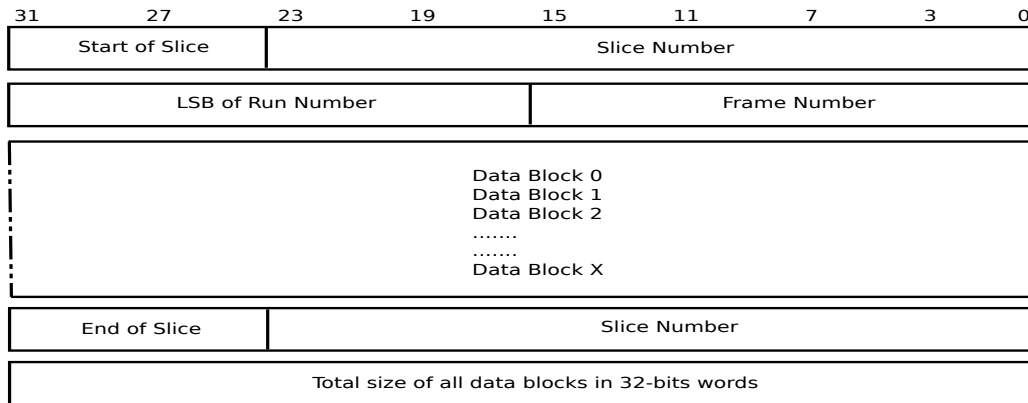 31 27 23 19 15 11 7 3 0
Start of Slice Slice Number
LSB of Run Number Frame Number
Data Block 0
Data Block 1
Data Block 2
.......
.......
Data Block X
End of Slice Slice Number
Total size of all data blocks in 32-bits words